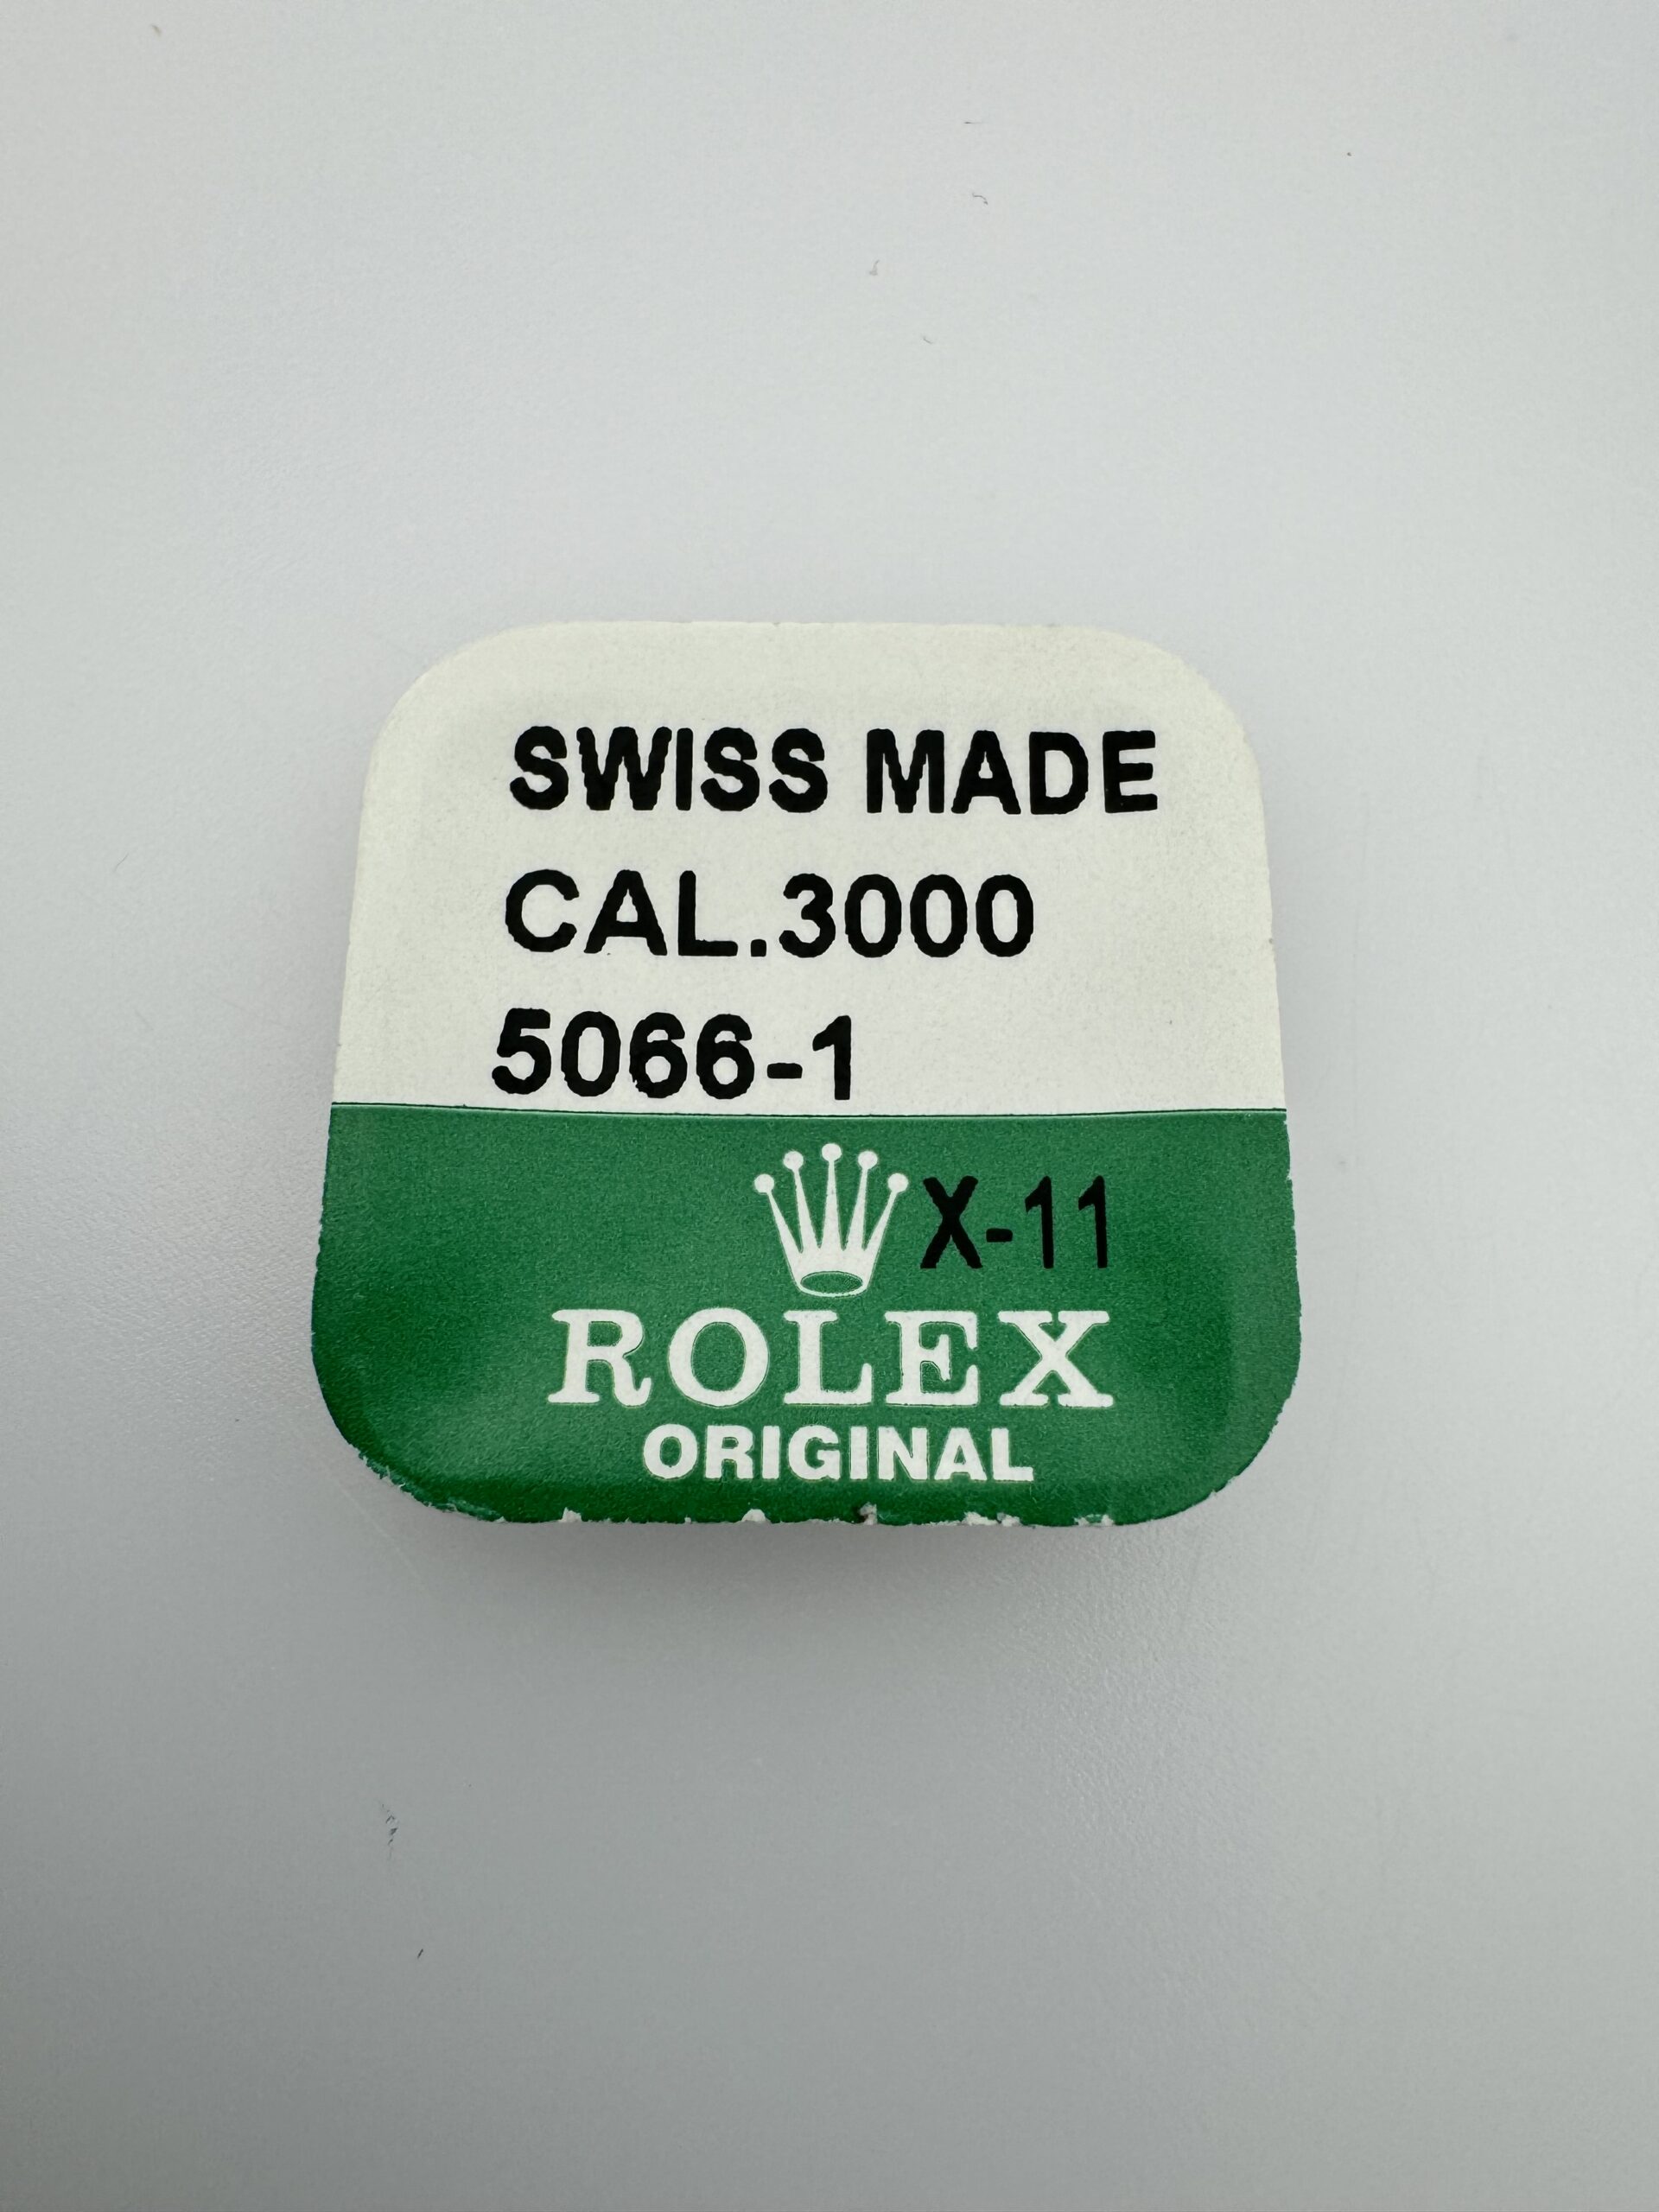 SWISS MADE
CAL.3000
5066-1
X-11
ROLEX
ORIGINAL